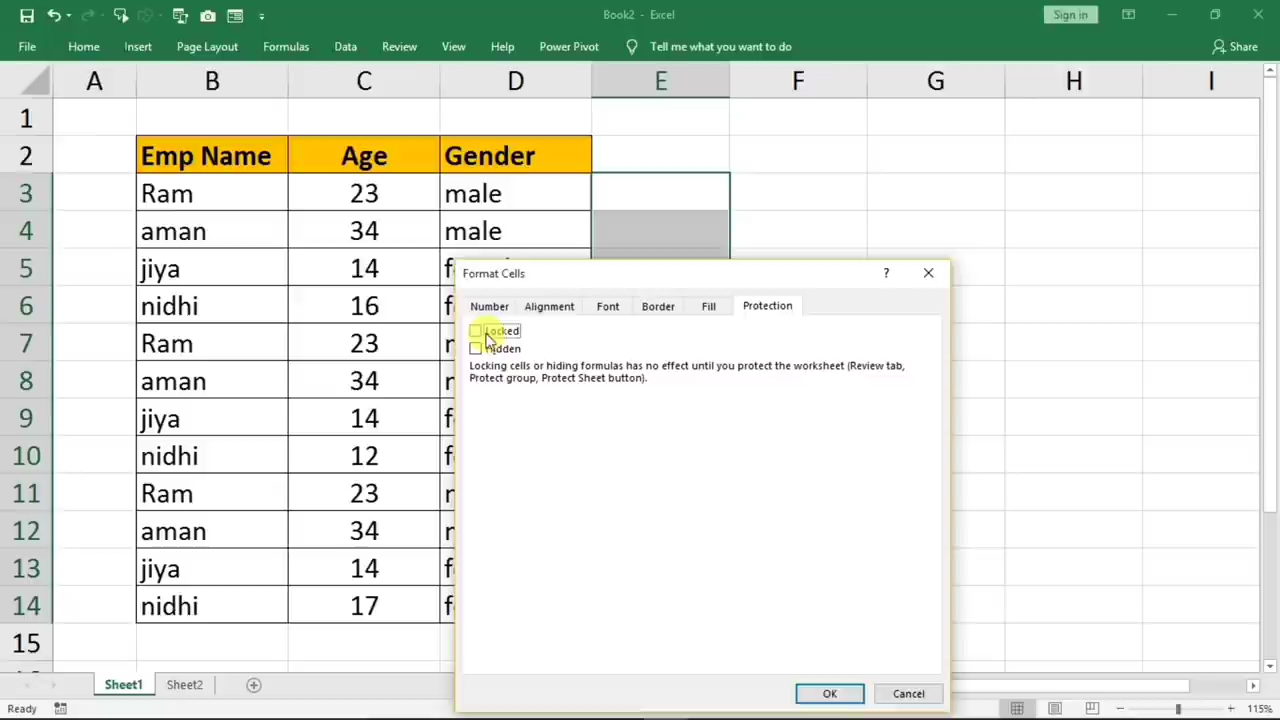 Book2 - Excel
Sign in
File Home Insert Page Layout Formulas Data Review View Help Power Pivot Tell me what you want to do Share
A B C D E F G H I
1
2 Emp Name Age Gender
3 Ram 23 male
4 aman 34 male
5 jiya 14 f
6 nidhi 16 f
7 Ram 23
8 aman 34
9 jiya 14 f
10 nidhi 12 f
11 Ram 23
12 aman 34
13 jiya 14 f
14 nidhi 17 f
15
Format Cells ?
Number Alignment Font Border Fill Protection
Locked
Hidden
Locking cells or hiding formulas has no effect until you protect the worksheet (Review tab,
Protect group, Protect Sheet button).
OK Cancel
Sheet1 Sheet2
Ready 115%